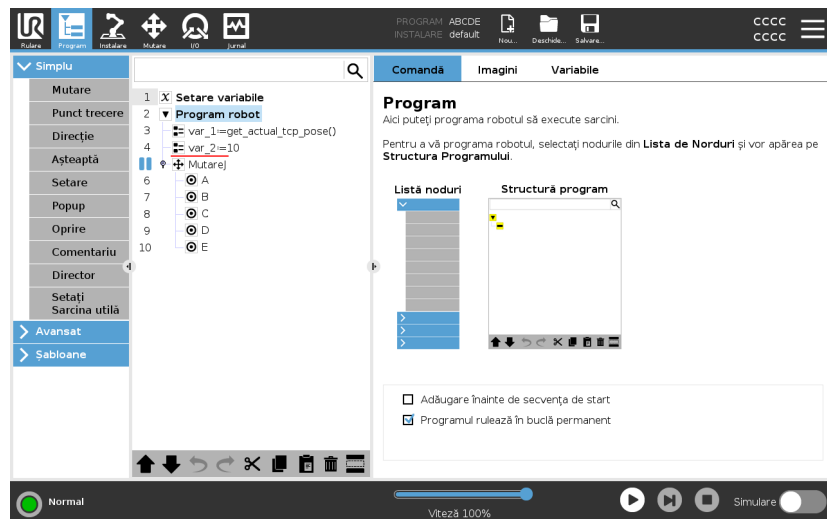 PROGRAM ABCDE
INSTALARE default
cccc
cccc
Rulare Program Instalare Mutare I/O Jurnal Nou... Deschide... Salvare...
Simplu
Mutare
Punct trecere
Direcție
Așteaptă
Setare
Popup
Oprire
Comentariu
Director
Setați
Sarcina utilă
Avansat
Șabloane
1 X Setare variabile
2 Program robot
3 var_1:=get_actual_tcp_pose()
4 var_2:=10
MutareJ
6 A
7 B
8 C
9 D
10 E
Comandă Imagini Variabile
Program
Aici puteți programa robotul să execute sarcini.
Pentru a vă programa robotul, selectați nodurile din Lista de Norduri și vor apărea pe
Structura Programului.
Listă noduri Structură program
Adăugare înainte de secvența de start
Programul rulează în buclă permanent
Normal
Viteză 100%
Simulare